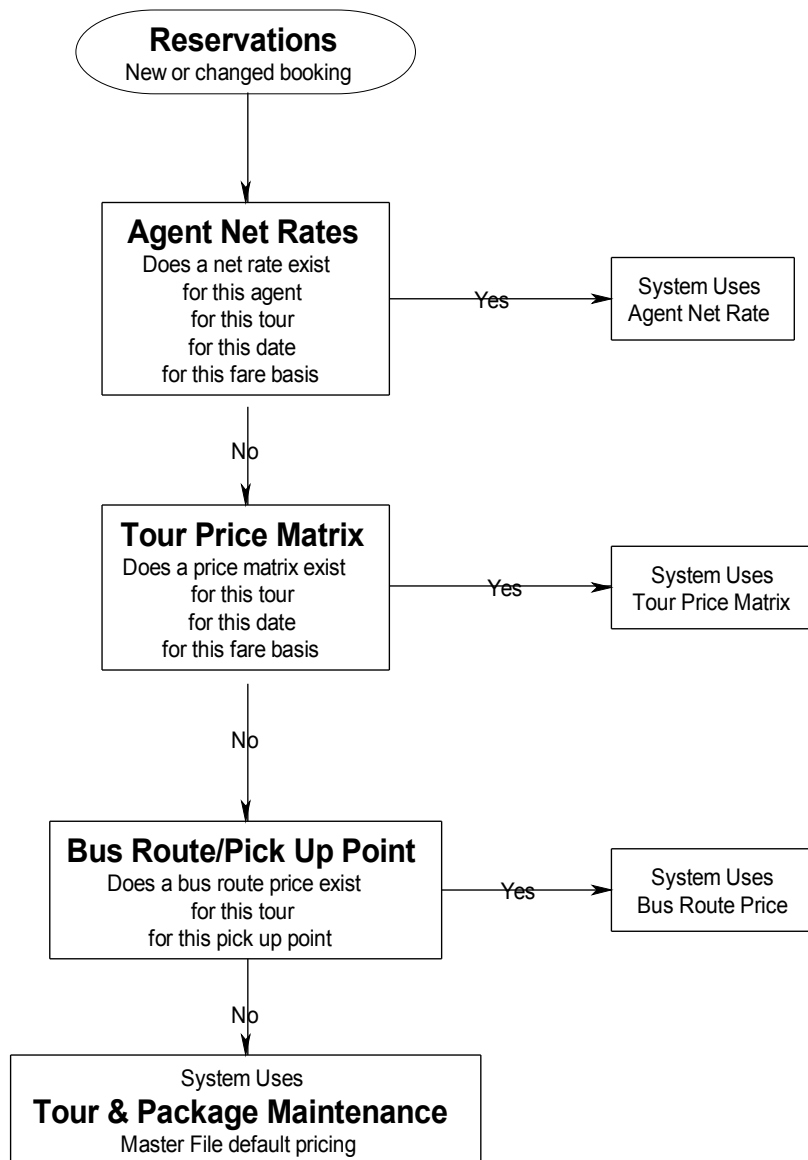 Reservations
New or changed booking
Agent Net Rates
Does a net rate exist
for this agent
for this tour
for this date
for this fare basis
Yes
System Uses
Agent Net Rate
No
Tour Price Matrix
Does a price matrix exist
for this tour
for this date
for this fare basis
Yes
System Uses
Tour Price Matrix
No
Bus Route/Pick Up Point
Does a bus route price exist
for this tour
for this pick up point
Yes
System Uses
Bus Route Price
No
System Uses
Tour & Package Maintenance
Master File default pricing